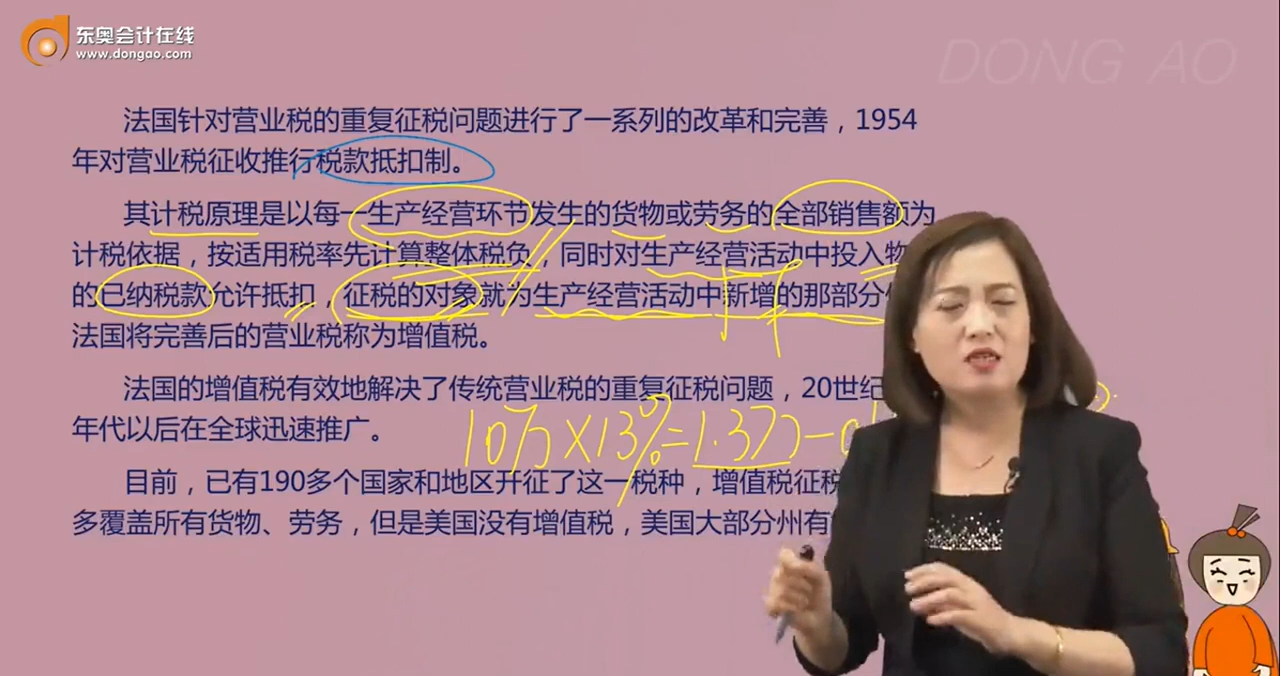 东奥会计在线
www.dongao.com
DONG AO
法国针对营业税的重复征税问题进行了一系列的改革和完善，1954
年对营业税征收推行税款抵扣制。
其计税原理是以每一生产经营环节发生的货物或劳务的全部销售额为
计税依据，按适用税率先计算整体税负，同时对生产经营活动中投入物
的已纳税款允许抵扣，征税的对象就为生产经营活动中新增的那部分
法国将完善后的营业税称为增值税。
法国的增值税有效地解决了传统营业税的重复征税问题，20世纪
年代以后在全球迅速推广。
10万×13%=1.3万-
目前，已有190多个国家和地区开征了这一税种，增值税征税
多覆盖所有货物、劳务，但是美国没有增值税，美国大部分州有